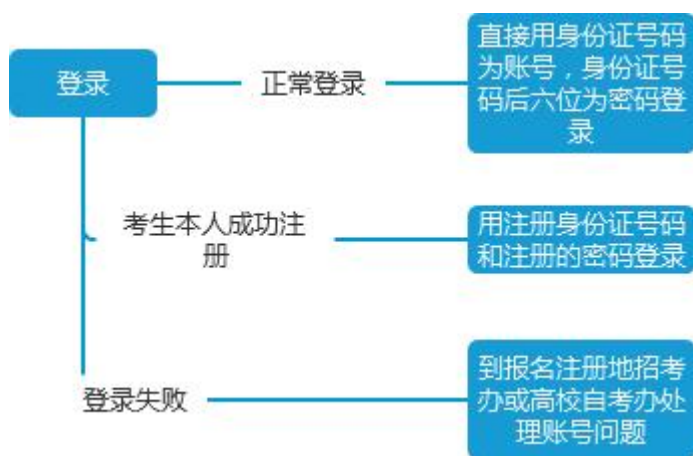 登录
正常登录
直接用身份证号码
为账号，身份证号
码后六位为密码登
录
考生本人成功注
册
用注册身份证号码
和注册的密码登录
登录失败
到报名注册地招考
办或高校自考办处
理账号问题